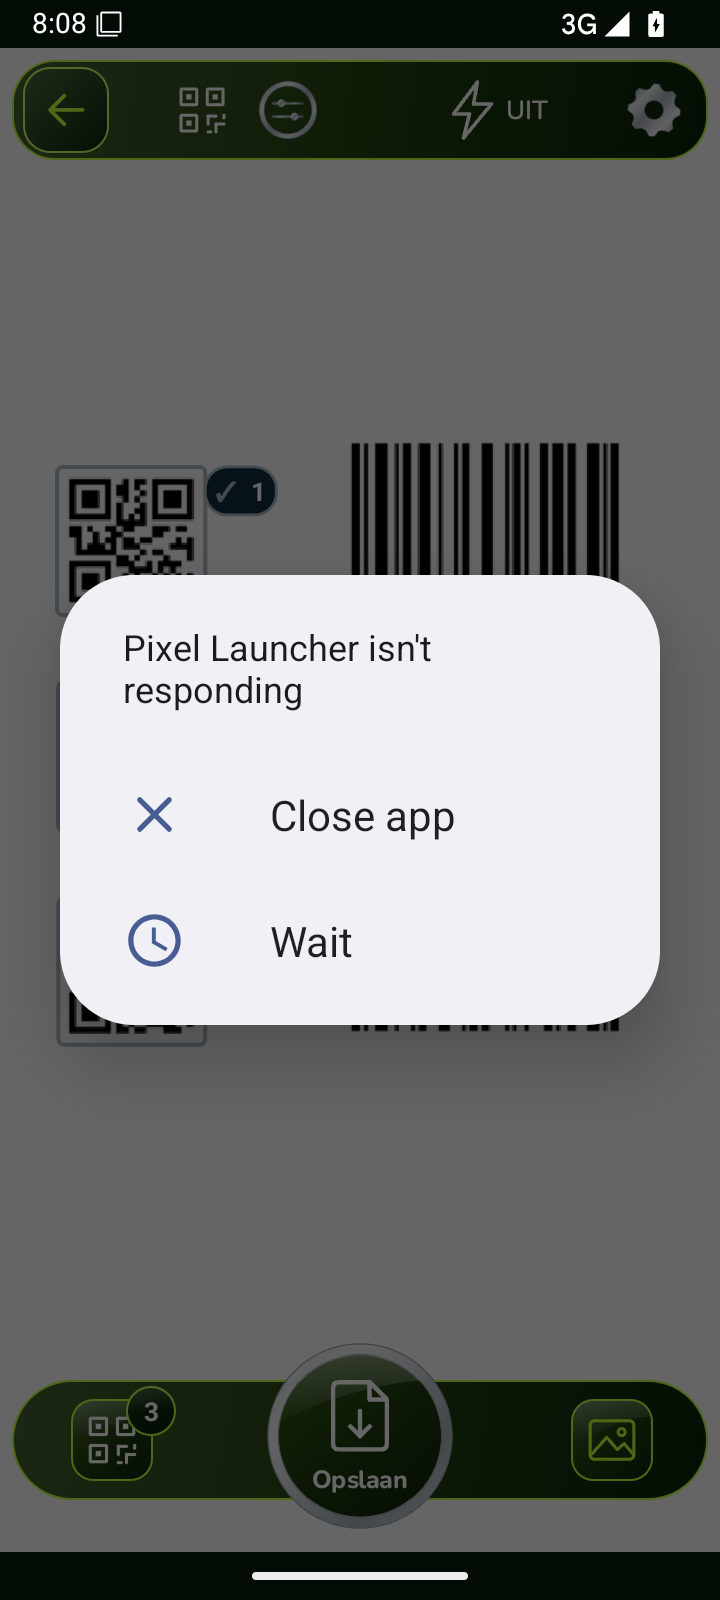 8:08
3G
UIT
✓ 1
Pixel Launcher isn't
responding
Close app
Wait
3
Opslaan